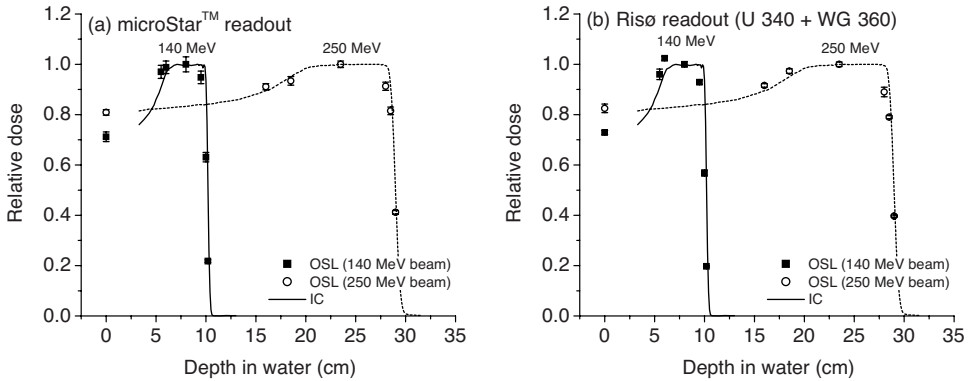 (a) microStar™ readout
140 MeV
250 MeV
1.2
1.0
0.8
0.6
0.4
0.2
0.0
Relative dose
OSL (140 MeV beam)
OSL (250 MeV beam)
IC
0 5 10 15 20 25 30 35
Depth in water (cm)
(b) Risø readout (U 340 + WG 360)
140 MeV
250 MeV
1.2
1.0
0.8
0.6
0.4
0.2
0.0
Relative dose
OSL (140 MeV beam)
OSL (250 MeV beam)
IC
0 5 10 15 20 25 30 35
Depth in water (cm)